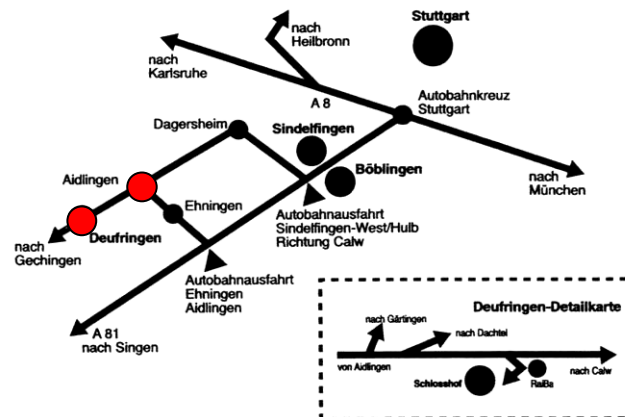 Stuttgart
nach
Heilbronn
nach
Karlsruhe
A 8
Autobahnkreuz
Stuttgart
Dagersheim
Sindelfingen
Böblingen
Aidlingen
nach
München
Ehningen
Autobahnausfahrt
Sindelfingen-West/Hulb
Richtung Calw
Deufringen
nach
Gechingen
Autobahnausfahrt
Ehningen
Aidlingen
A 81
nach Singen
Deufringen-Detailkarte
nach Gärtingen
nach Dachtel
von Aidlingen
nach Calw
Schlosshof
RaiBa